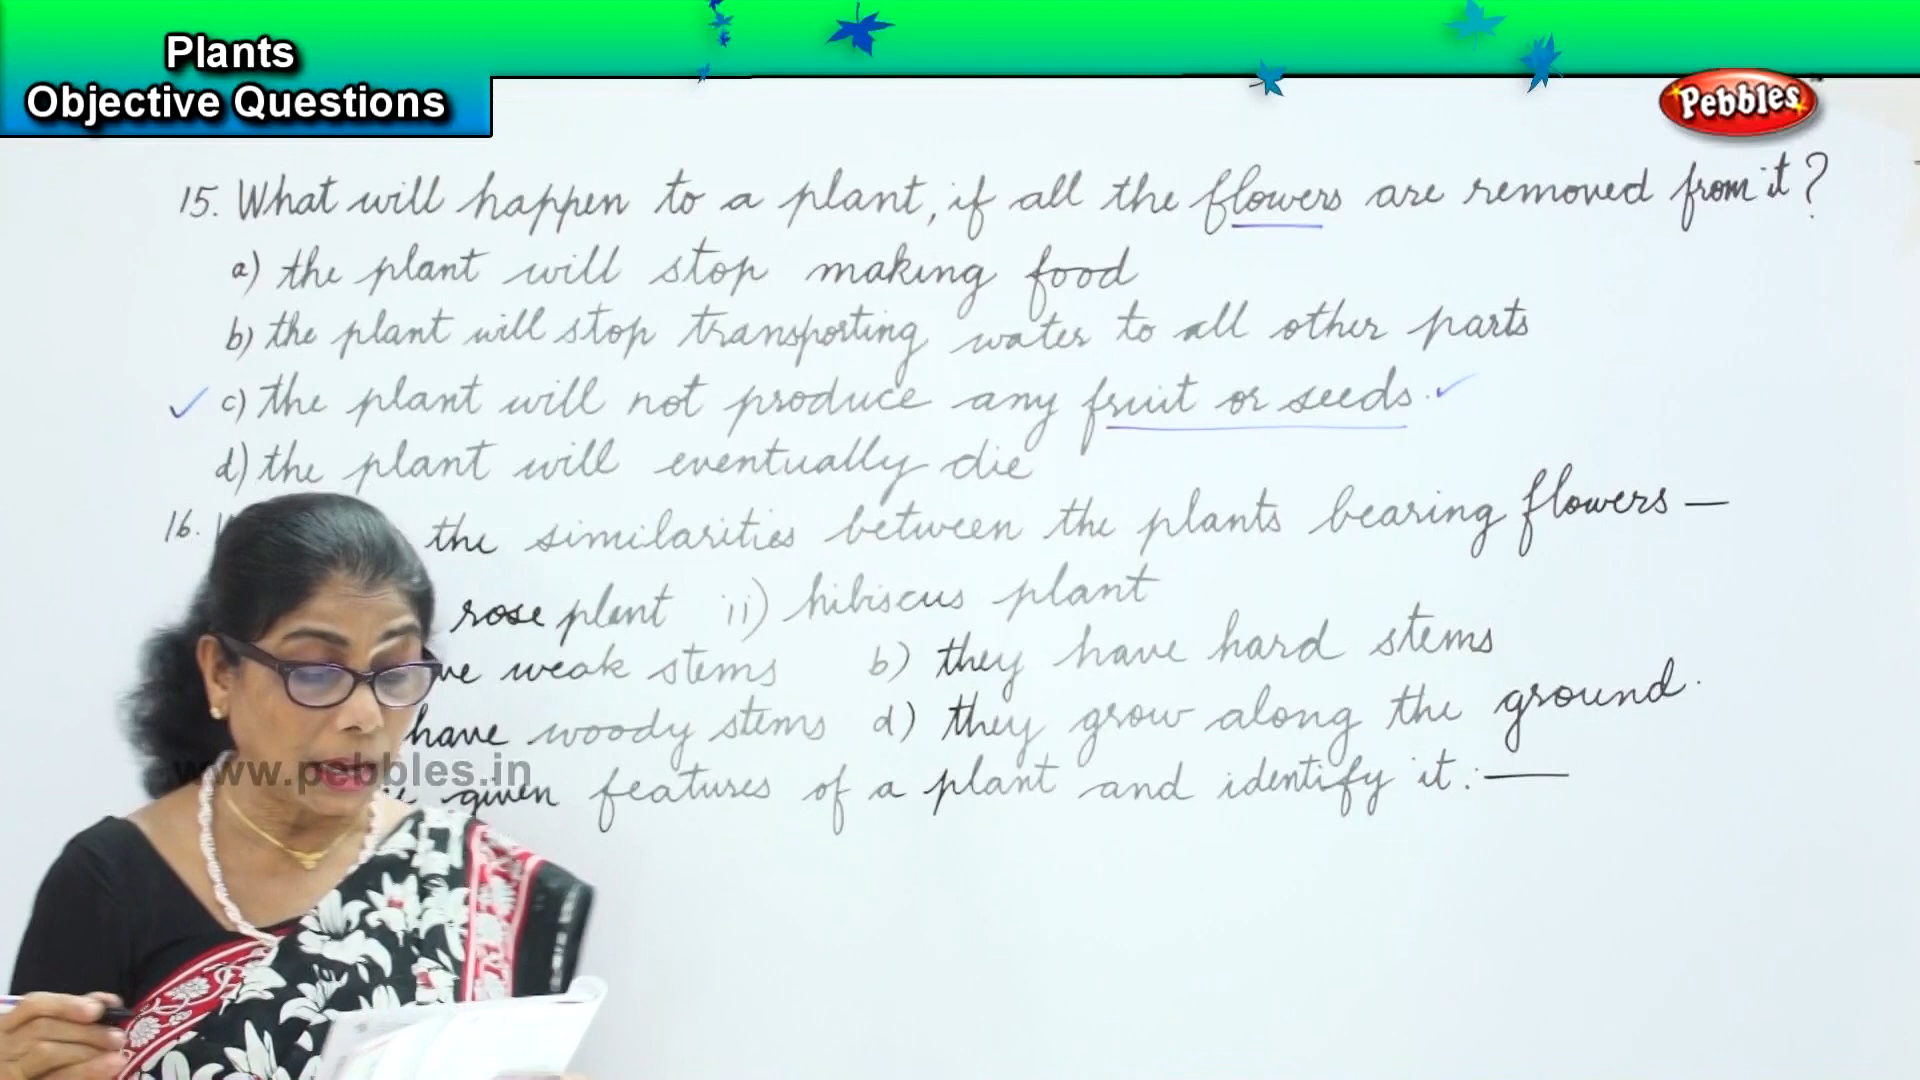 Plants
Objective Questions
Pebbles
15. What will happen to a plant, if all the flowers are removed from it?
a) the plant will stop making food
b) the plant will stop transporting water to all other parts
c) the plant will not produce any fruit or seeds.
d) the plant will eventually die
16. the similarities between the plants bearing flowers —
rose plant ii) hibiscus plant
weak stems b) they have hard stems
have woody stems d) they grow along the ground.
www.pebbles.in
given features of a plant and identify it: —